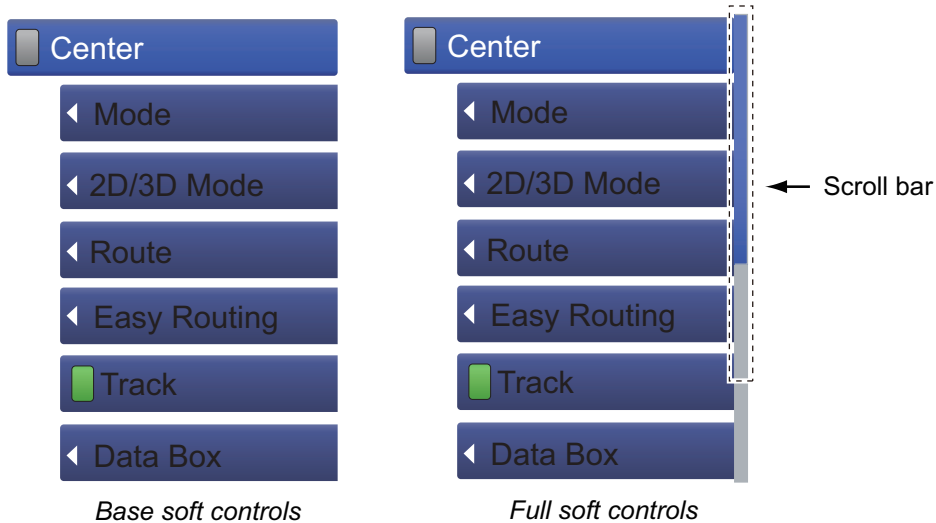 Center
Mode
2D/3D Mode
Route
Easy Routing
Track
Data Box
Base soft controls
Center
Mode
2D/3D Mode
Route
Easy Routing
Track
Data Box
Full soft controls
Scroll bar